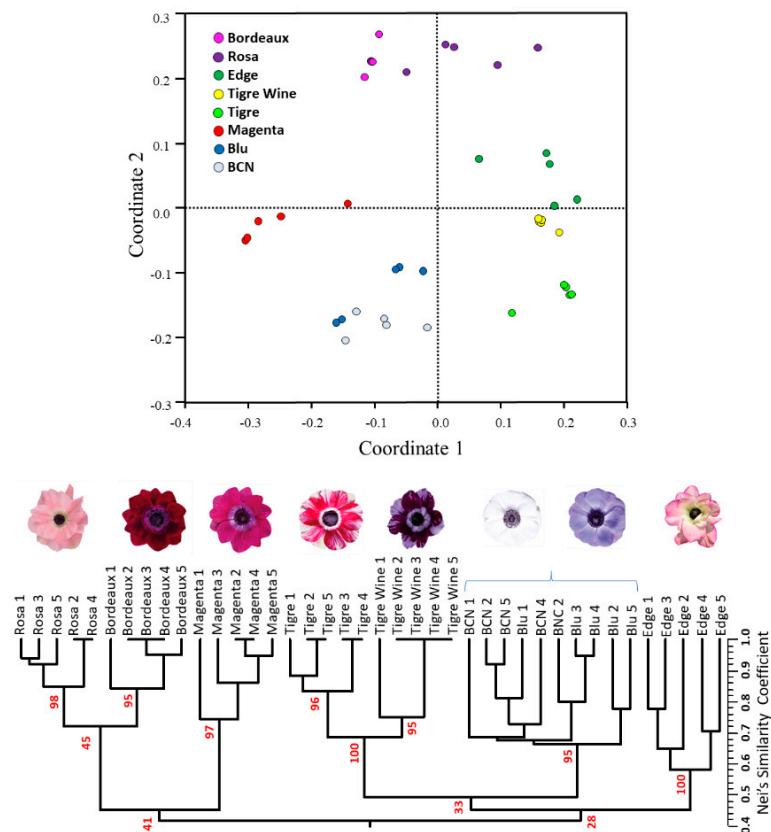 0.3
0.2
0.1
0.0
-0.1
-0.2
-0.3
Coordinate 2
Bordeaux
Rosa
Edge
Tigre Wine
Tigre
Magenta
Blu
BCN
-0.4 -0.3 -0.2 -0.1 0.0 0.1 0.2 0.3
Coordinate 1
Rosa 1
Rosa 3
Rosa 5
Rosa 2
Rosa 4
Bordeaux 1
Bordeaux 2
Bordeaux 3
Bordeaux 4
Bordeaux 5
Magenta 1
Magenta 3
Magenta 2
Magenta 4
Magenta 5
Tigre 1
Tigre 2
Tigre 5
Tigre 3
Tigre 4
Tigre Wine 1
Tigre Wine 2
Tigre Wine 3
Tigre Wine 4
Tigre Wine 5
BCN 1
BCN 2
BCN 5
Blu 1
BCN 4
BNC 2
Blu 3
Blu 4
Blu 2
Blu 5
Edge 1
Edge 3
Edge 2
Edge 4
Edge 5
98
95
45
97
96
95
100
95
100
33
41
28
1.0
0.9
0.8
0.7
0.6
0.5
0.4
Nei's Similarity Coefficient